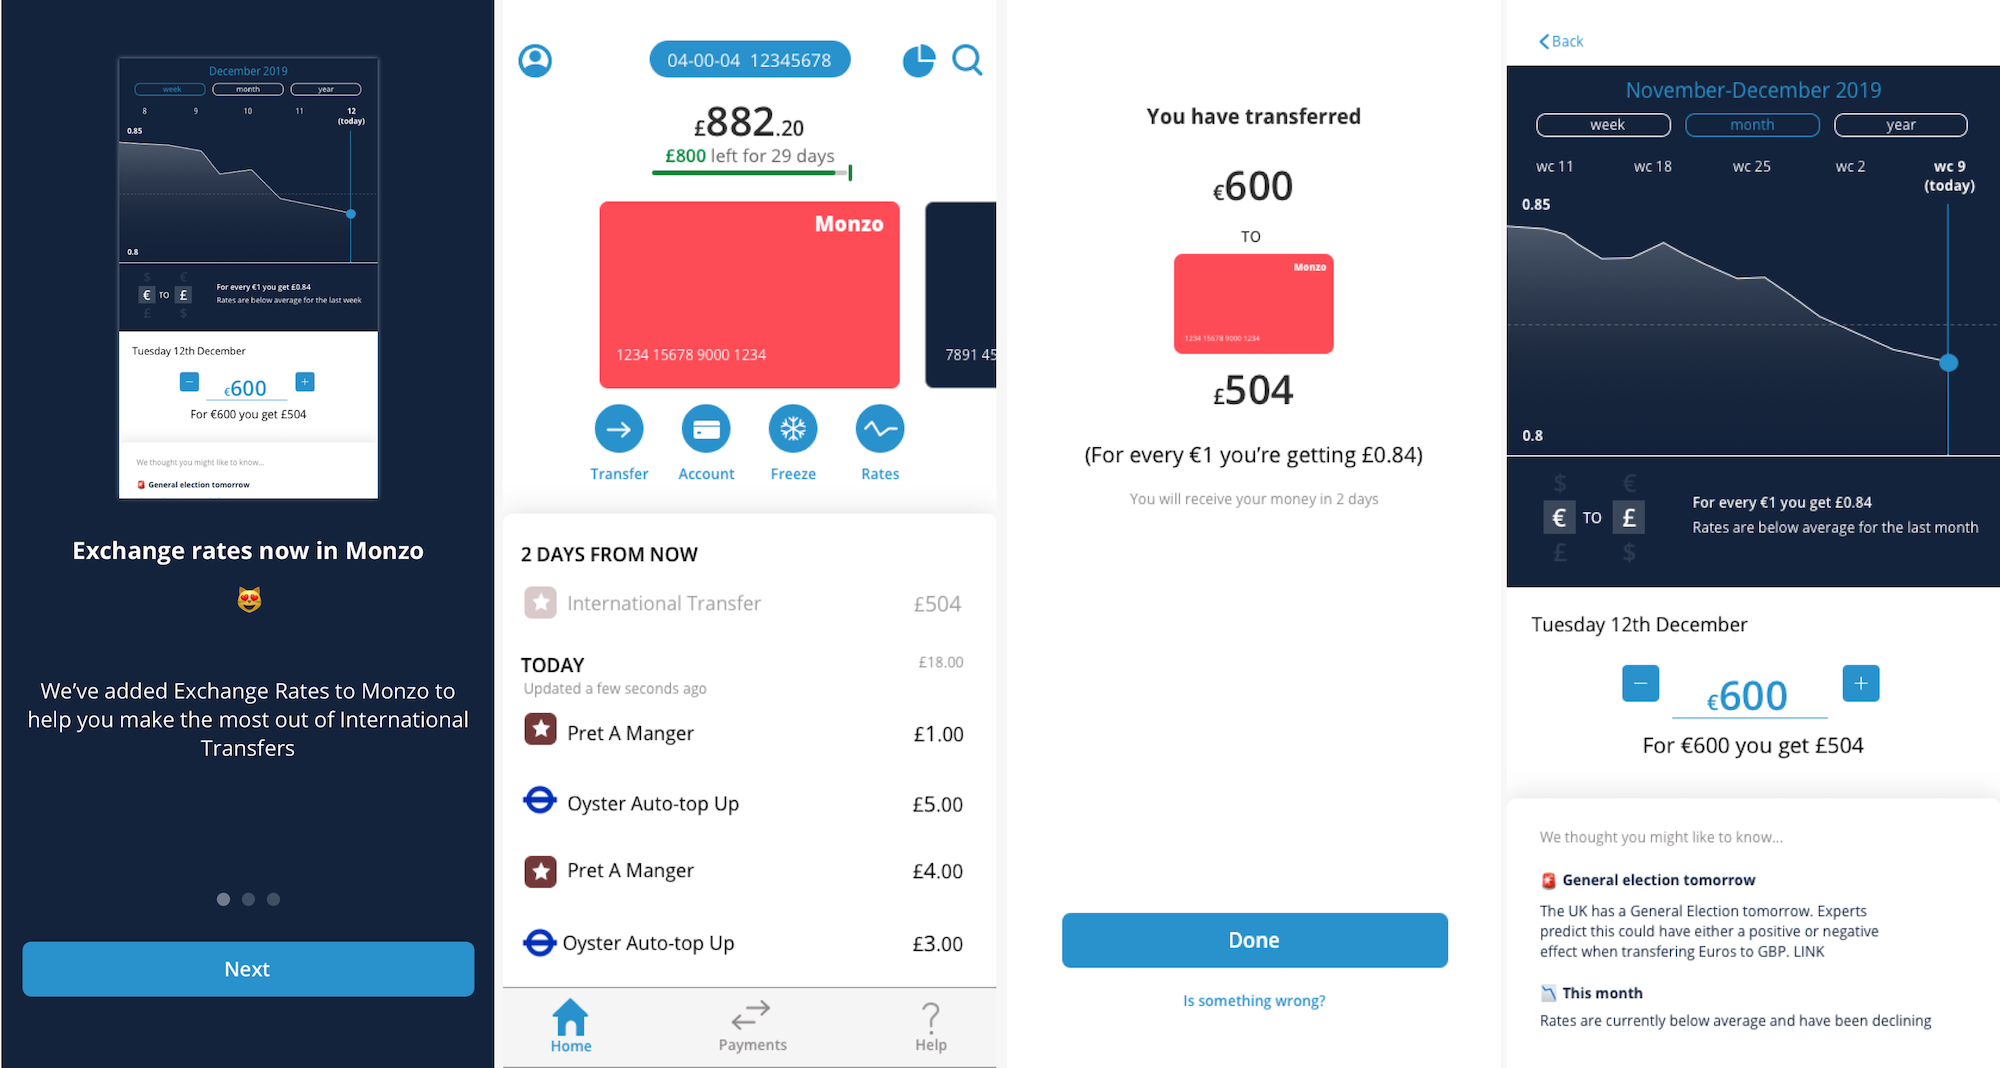 December 2019
week month year
8 9 10 11 12
(today)
0.85
0.8
$ €
€ TO £
£ $
For every €1 you get £0.84
Rates are below average for the last week
Tuesday 12th December
− €600 +
For €600 you get £504
We thought you might like to know...
General election tomorrow
Exchange rates now in Monzo
We’ve added Exchange Rates to Monzo to
help you make the most out of International
Transfers
Next
04-00-04 12345678
£882.20
£800 left for 29 days
Monzo
1234 15678 9000 1234
7891 45
Transfer Account Freeze Rates
2 DAYS FROM NOW
International Transfer £504
TODAY £18.00
Updated a few seconds ago
Pret A Manger £1.00
Oyster Auto-top Up £5.00
Pret A Manger £4.00
Oyster Auto-top Up £3.00
Home Payments Help
You have transferred
€600
TO
Monzo
1234 15678 9000 1234
£504
(For every €1 you’re getting £0.84)
You will receive your money in 2 days
Done
Is something wrong?
Back
November-December 2019
week month year
wc 11 wc 18 wc 25 wc 2 wc 9
(today)
0.85
0.8
$ €
€ TO £
£ $
For every €1 you get £0.84
Rates are below average for the last month
Tuesday 12th December
− €600 +
For €600 you get £504
We thought you might like to know...
General election tomorrow
The UK has a General Election tomorrow. Experts
predict this could have either a positive or negative
effect when transfering Euros to GBP. LINK
This month
Rates are currently below average and have been declining